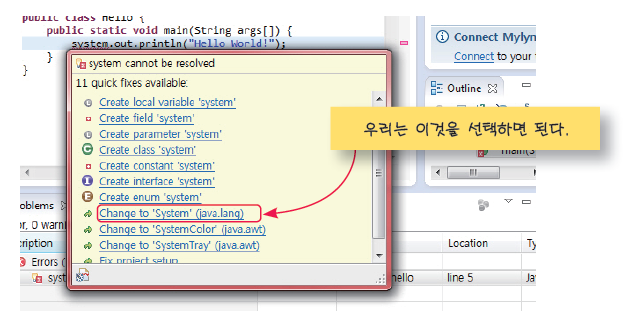 public class Hello {
public static void main(String args[]) {
system.out.println("Hello World!");
}
}
system cannot be resolved
11 quick fixes available:
Create local variable 'system'
Create field 'system'
Create parameter 'system'
Create class 'system'
Create constant 'system'
Create interface 'system'
Create enum 'system'
Change to 'System' (java.lang)
Change to 'SystemColor' (java.awt)
Change to 'SystemTray' (java.awt)
Fix project setup
우리는 이것을 선택하면 된다.
Connect Mylyn
Connect to your
Outline
main(S
oblems
or, 0 warni
cription
Location
Ty
Errors (
syst
hello
line 5
Ja